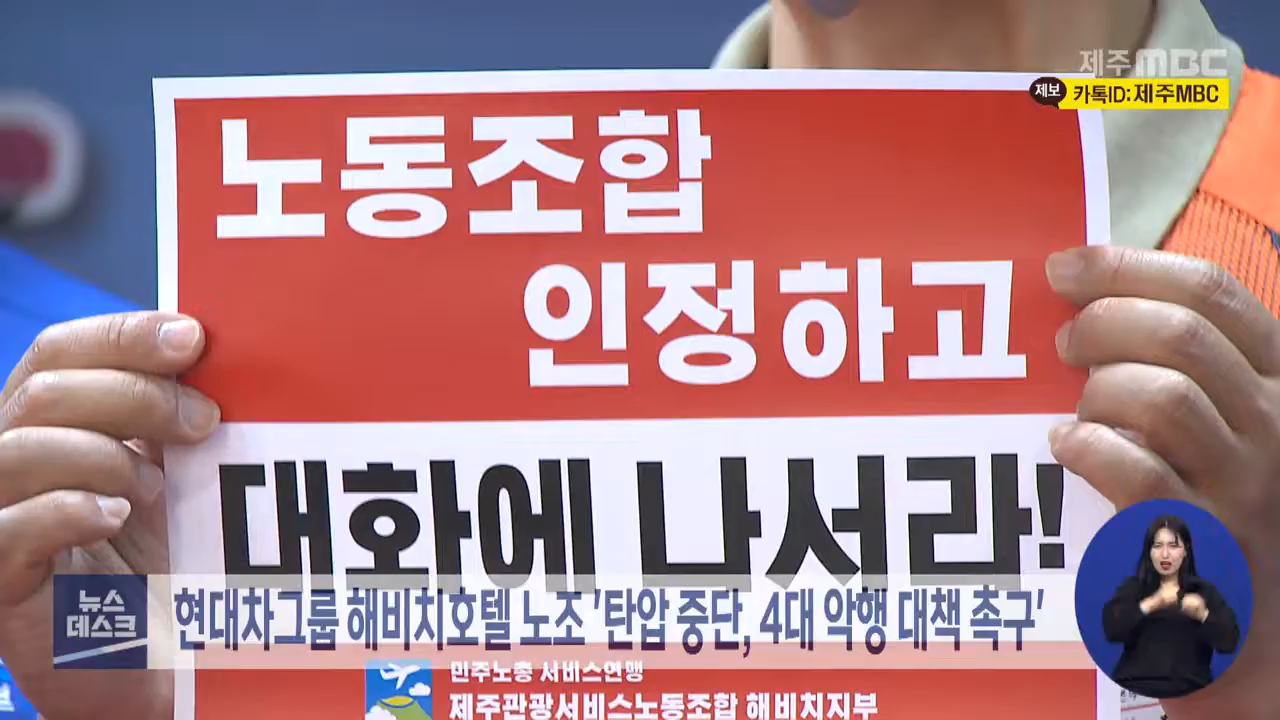 제주MBC
제보 카톡ID:제주MBC
노동조합
인정하고
대화에 나서라!
뉴스
데스크
현대차그룹 해비치호텔 노조 '탄압 중단, 4대 악행 대책 촉구'
민주노총 서비스연맹
제주관광서비스노동조합 해비치지부